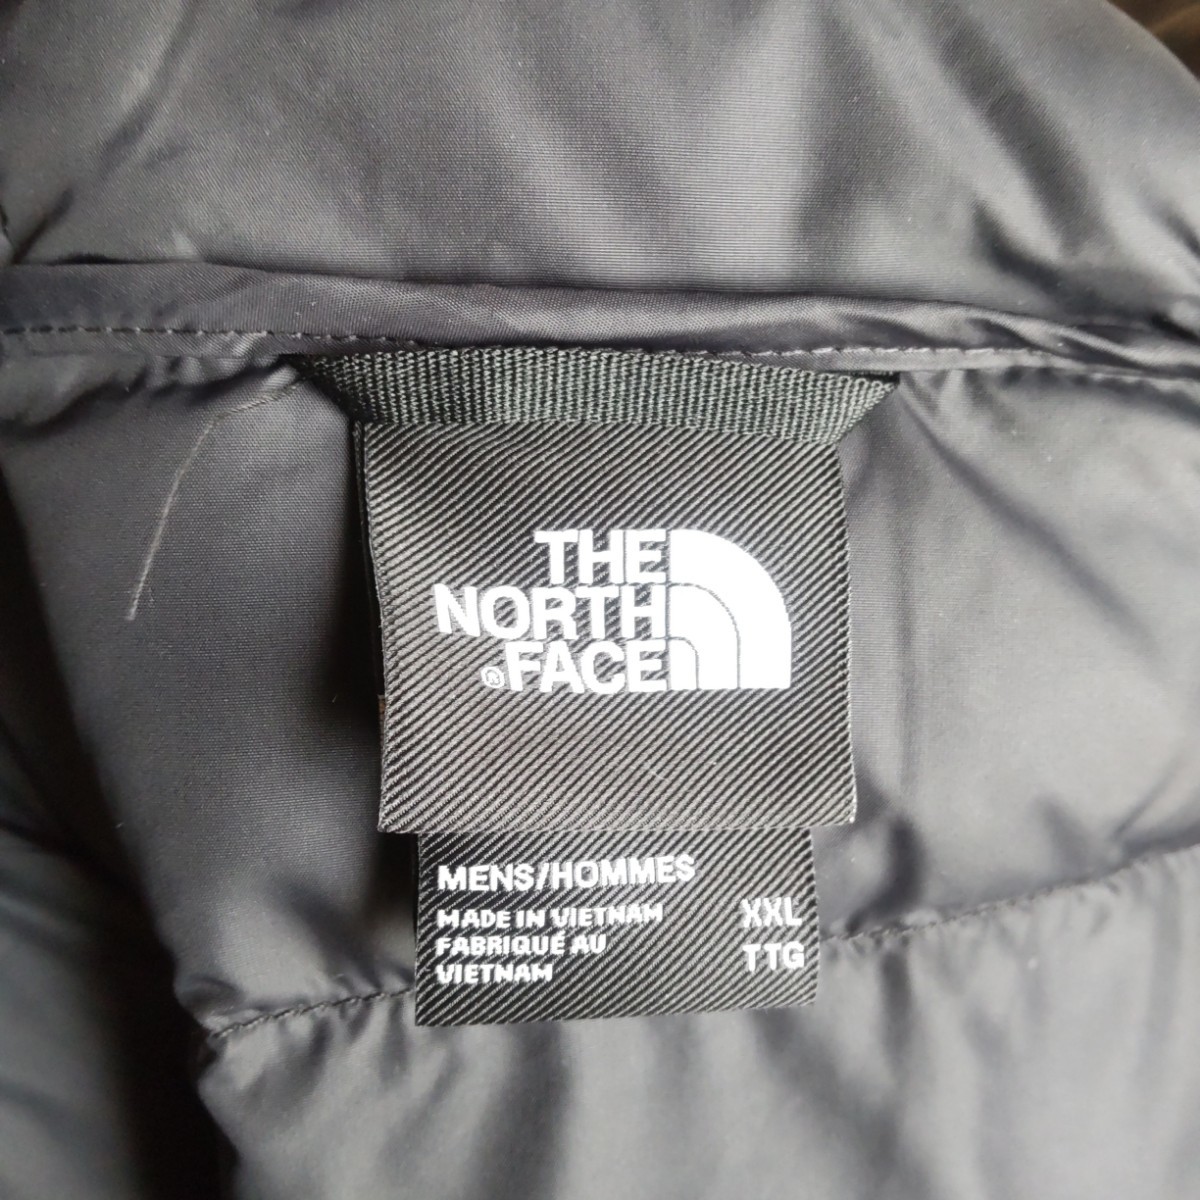 THE
NORTH
®FACE
MENS/HOMMES
MADE IN VIETNAM XXL
FABRIQUÉ AU TTG
VIETNAM